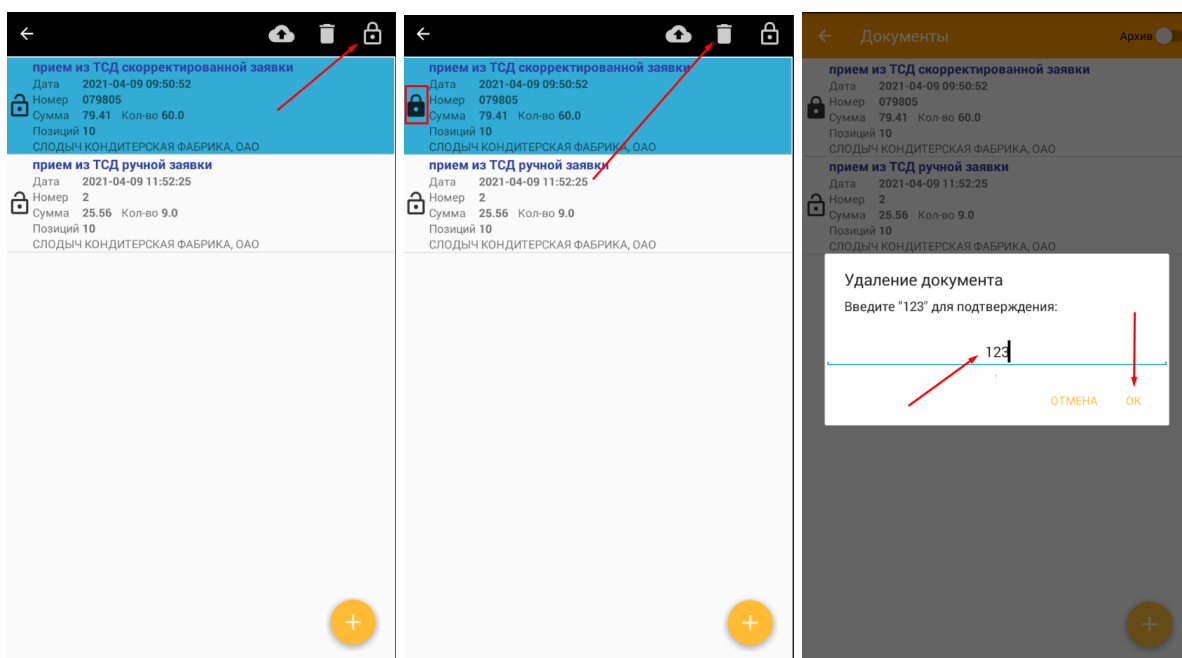 прием из ТСД скорректированной заявки
Дата 2021-04-09 09:50:52
Номер 079805
Сумма 79.41 Кол-во 60.0
Позиций 10
СЛОДЫЧ КОНДИТЕРСКАЯ ФАБРИКА, ОАО
прием из ТСД ручной заявки
Дата 2021-04-09 11:52:25
Номер 2
Сумма 25.56 Кол-во 9.0
Позиций 10
СЛОДЫЧ КОНДИТЕРСКАЯ ФАБРИКА, ОАО
прием из ТСД скорректированной заявки
Дата 2021-04-09 09:50:52
Номер 079805
Сумма 79.41 Кол-во 60.0
Позиций 10
СЛОДЫЧ КОНДИТЕРСКАЯ ФАБРИКА, ОАО
прием из ТСД ручной заявки
Дата 2021-04-09 11:52:25
Номер 2
Сумма 25.56 Кол-во 9.0
Позиций 10
СЛОДЫЧ КОНДИТЕРСКАЯ ФАБРИКА, ОАО
Документы Архив
прием из ТСД скорректированной заявки
Дата 2021-04-09 09:50:52
Номер 079805
Сумма 79.41 Кол-во 60.0
Позиций 10
СЛОДЫЧ КОНДИТЕРСКАЯ ФАБРИКА, ОАО
прием из ТСД ручной заявки
Дата 2021-04-09 11:52:25
Номер 2
Сумма 25.56 Кол-во 9.0
Позиций 10
СЛОДЫЧ КОНДИТЕРСКАЯ ФАБРИКА, ОАО
Удаление документа
Введите "123" для подтверждения:
123
ОТМЕНА ОК